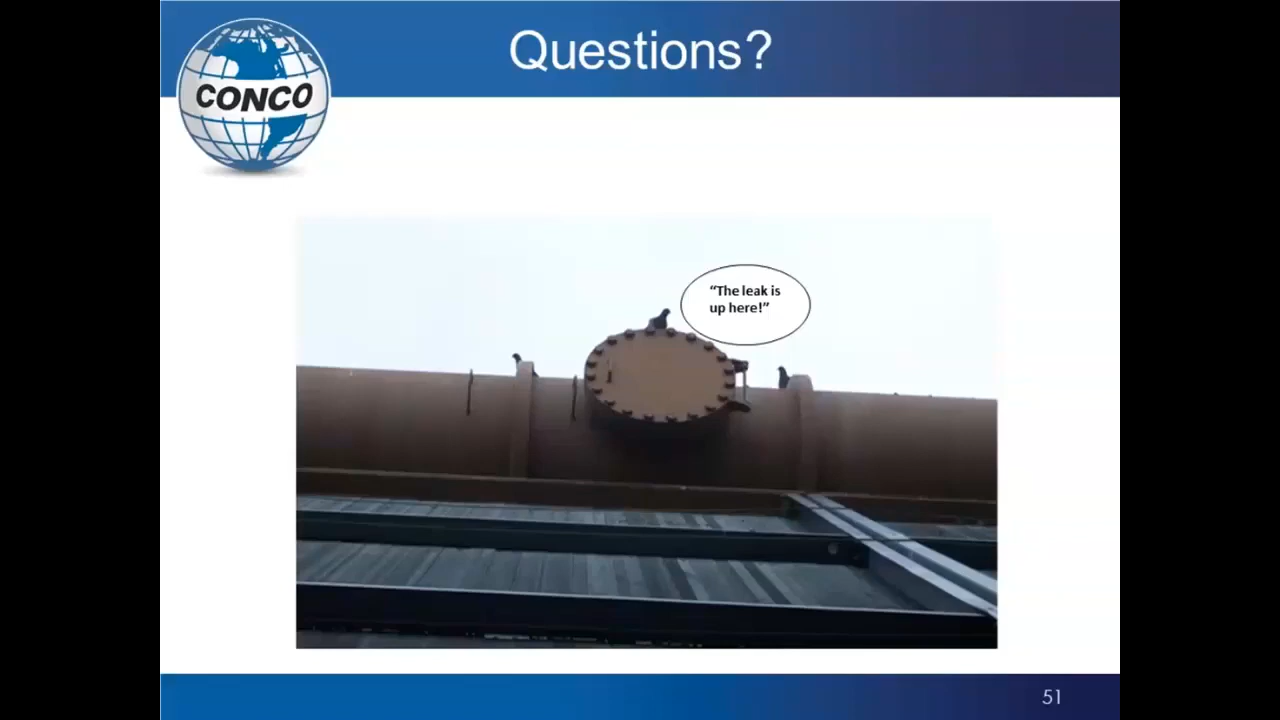 Questions?
CONCO
“The leak is
up here!”
51